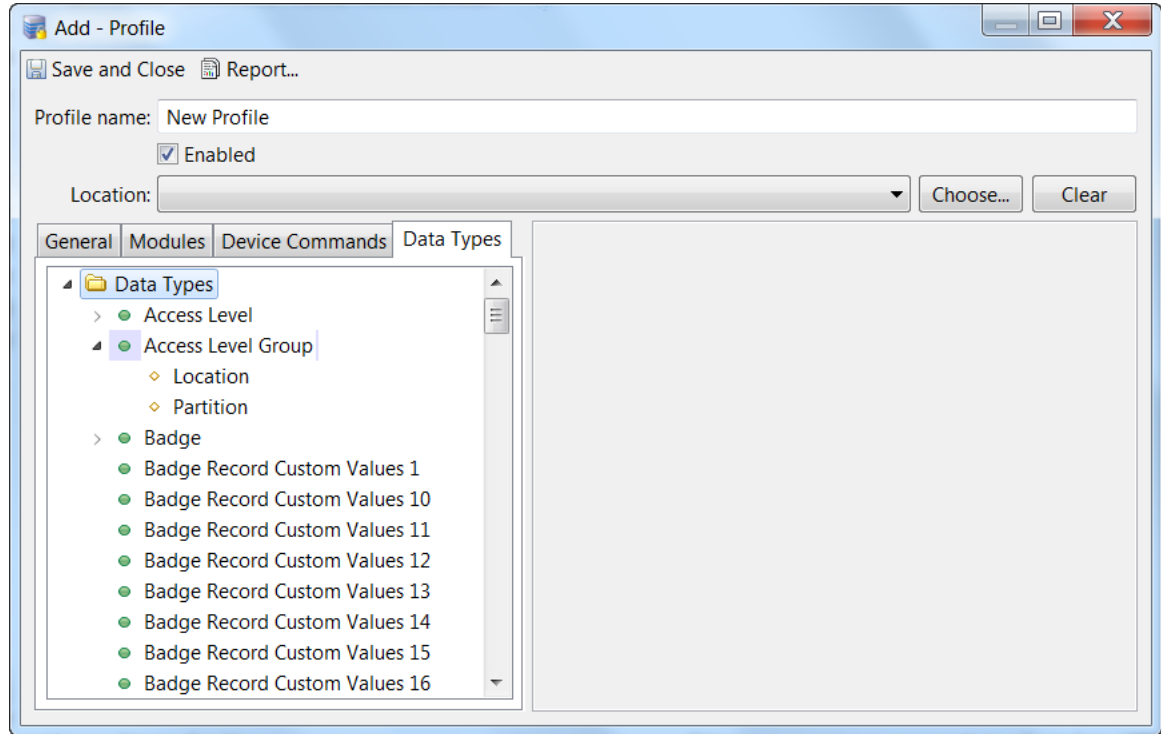 Add - Profile
Save and Close Report...
Profile name: New Profile
Enabled
Location: Choose... Clear
General Modules Device Commands Data Types
Data Types
Access Level
Access Level Group
Location
Partition
Badge
Badge Record Custom Values 1
Badge Record Custom Values 10
Badge Record Custom Values 11
Badge Record Custom Values 12
Badge Record Custom Values 13
Badge Record Custom Values 14
Badge Record Custom Values 15
Badge Record Custom Values 16